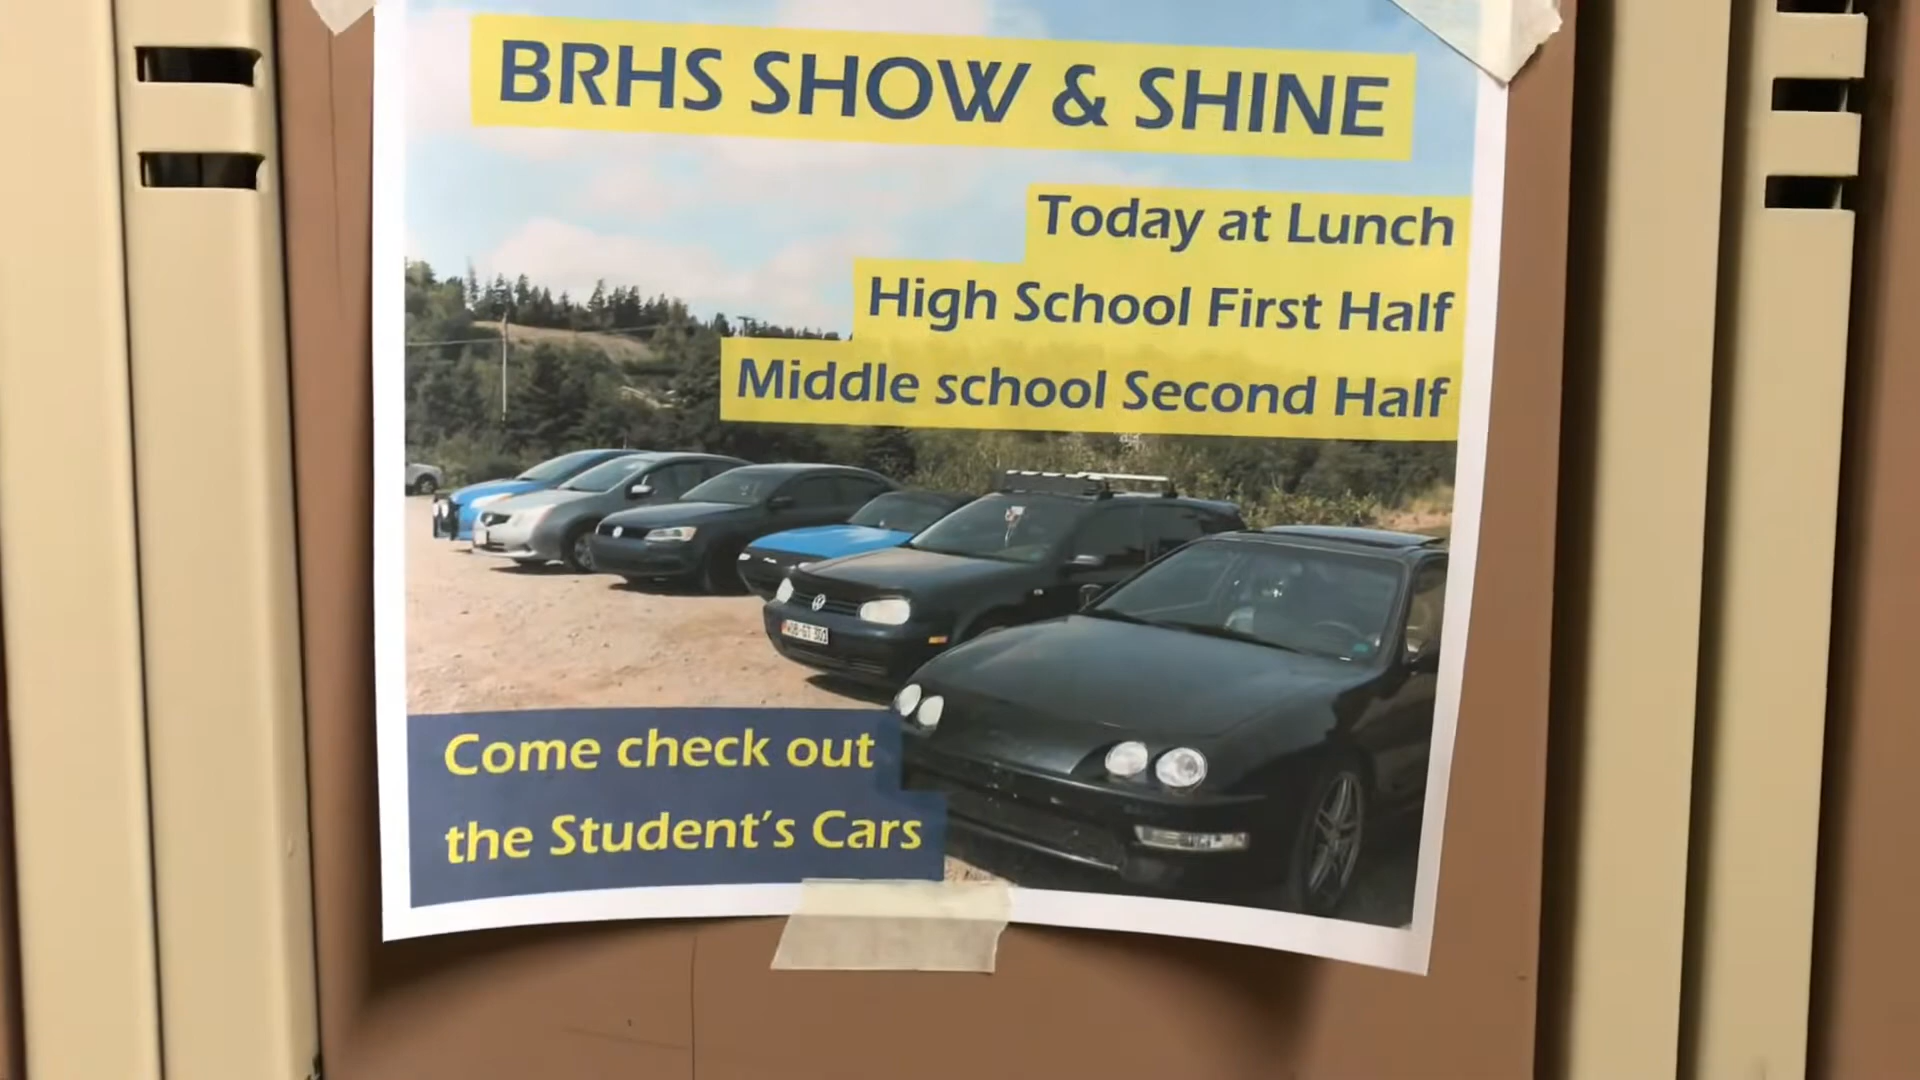 BRHS SHOW & SHINE
Today at Lunch
High School First Half
Middle school Second Half
Come check out
the Student's Cars